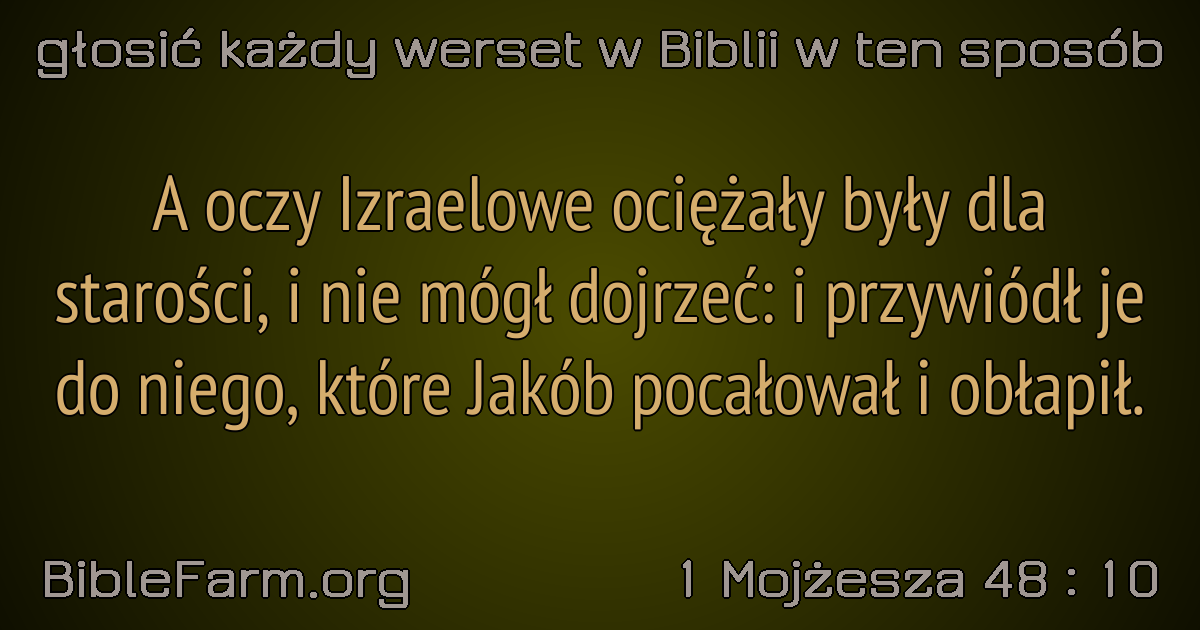 głosić każdy werset w Biblii w ten sposób
A oczy Izraelowe ociężały były dla
starości, i nie mógł dojrzeć: i przywiódł je
do niego, które Jakób pocałował i obłapił.
BibleFarm.org
1 Mojżesza 48 : 10